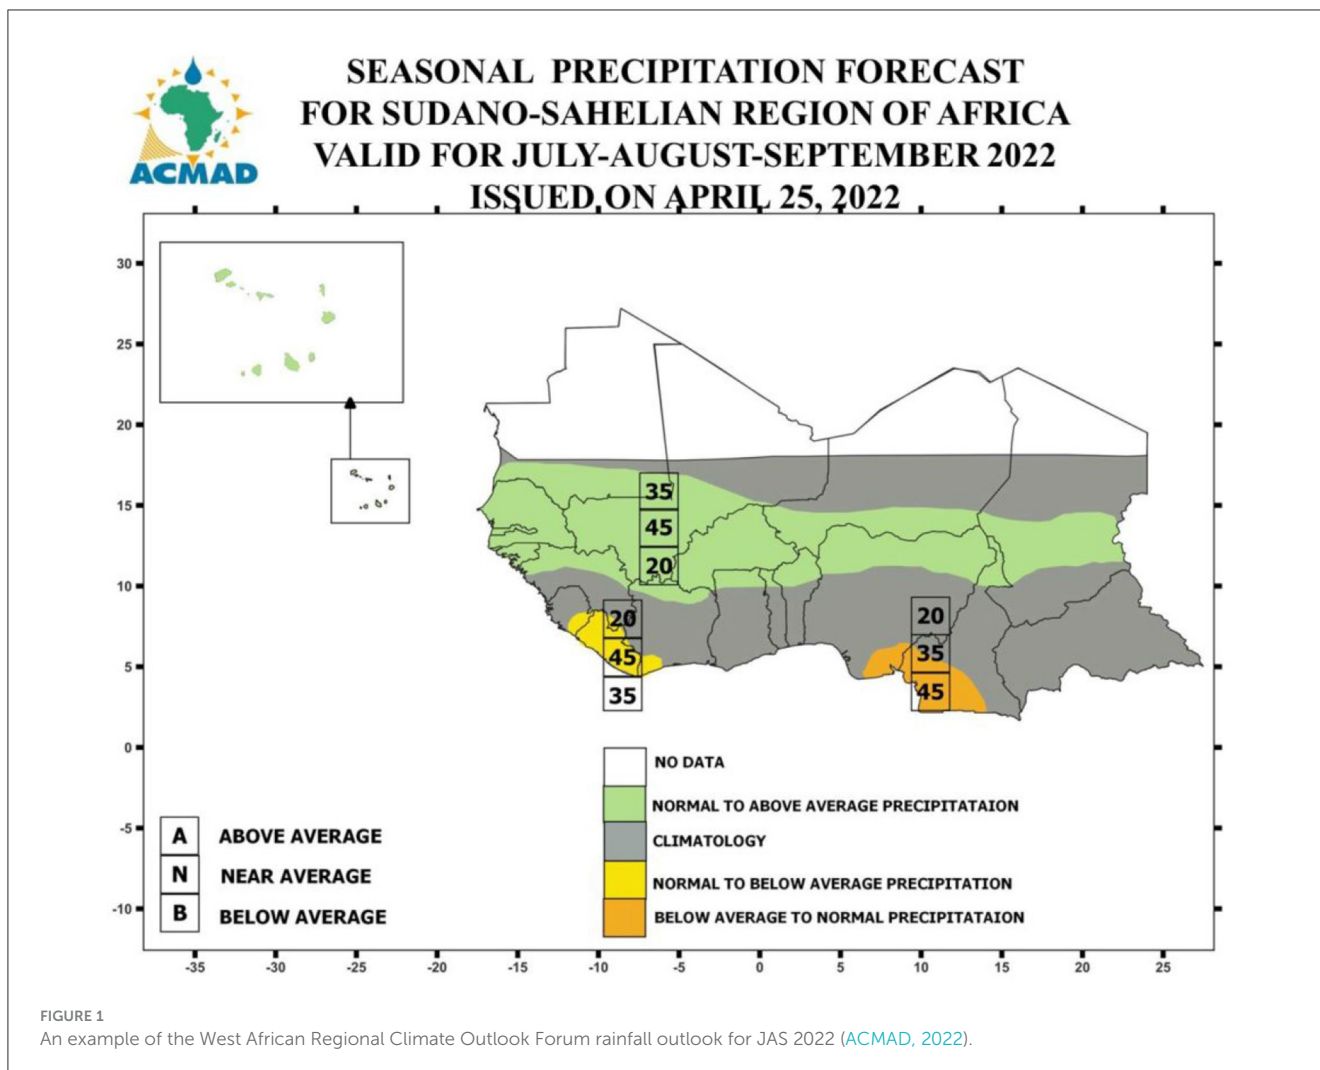 SEASONAL PRECIPITATION FORECAST
FOR SUDANO-SAHELIAN REGION OF AFRICA
VALID FOR JULY-AUGUST-SEPTEMBER 2022
ISSUED ON APRIL 25, 2022
ACMAD
30
25
20
15
10
5
0
-5
-10
35
45
20
20
45
35
20
35
45
NO DATA
NORMAL TO ABOVE AVERAGE PRECIPITATAION
CLIMATOLOGY
NORMAL TO BELOW AVERAGE PRECIPITATION
BELOW AVERAGE TO NORMAL PRECIPITATAION
A ABOVE AVERAGE
N NEAR AVERAGE
B BELOW AVERAGE
-35 -30 -25 -20 -15 -10 -5 0 5 10 15 20 25
FIGURE 1
An example of the West African Regional Climate Outlook Forum rainfall outlook for JAS 2022 (ACMAD, 2022).